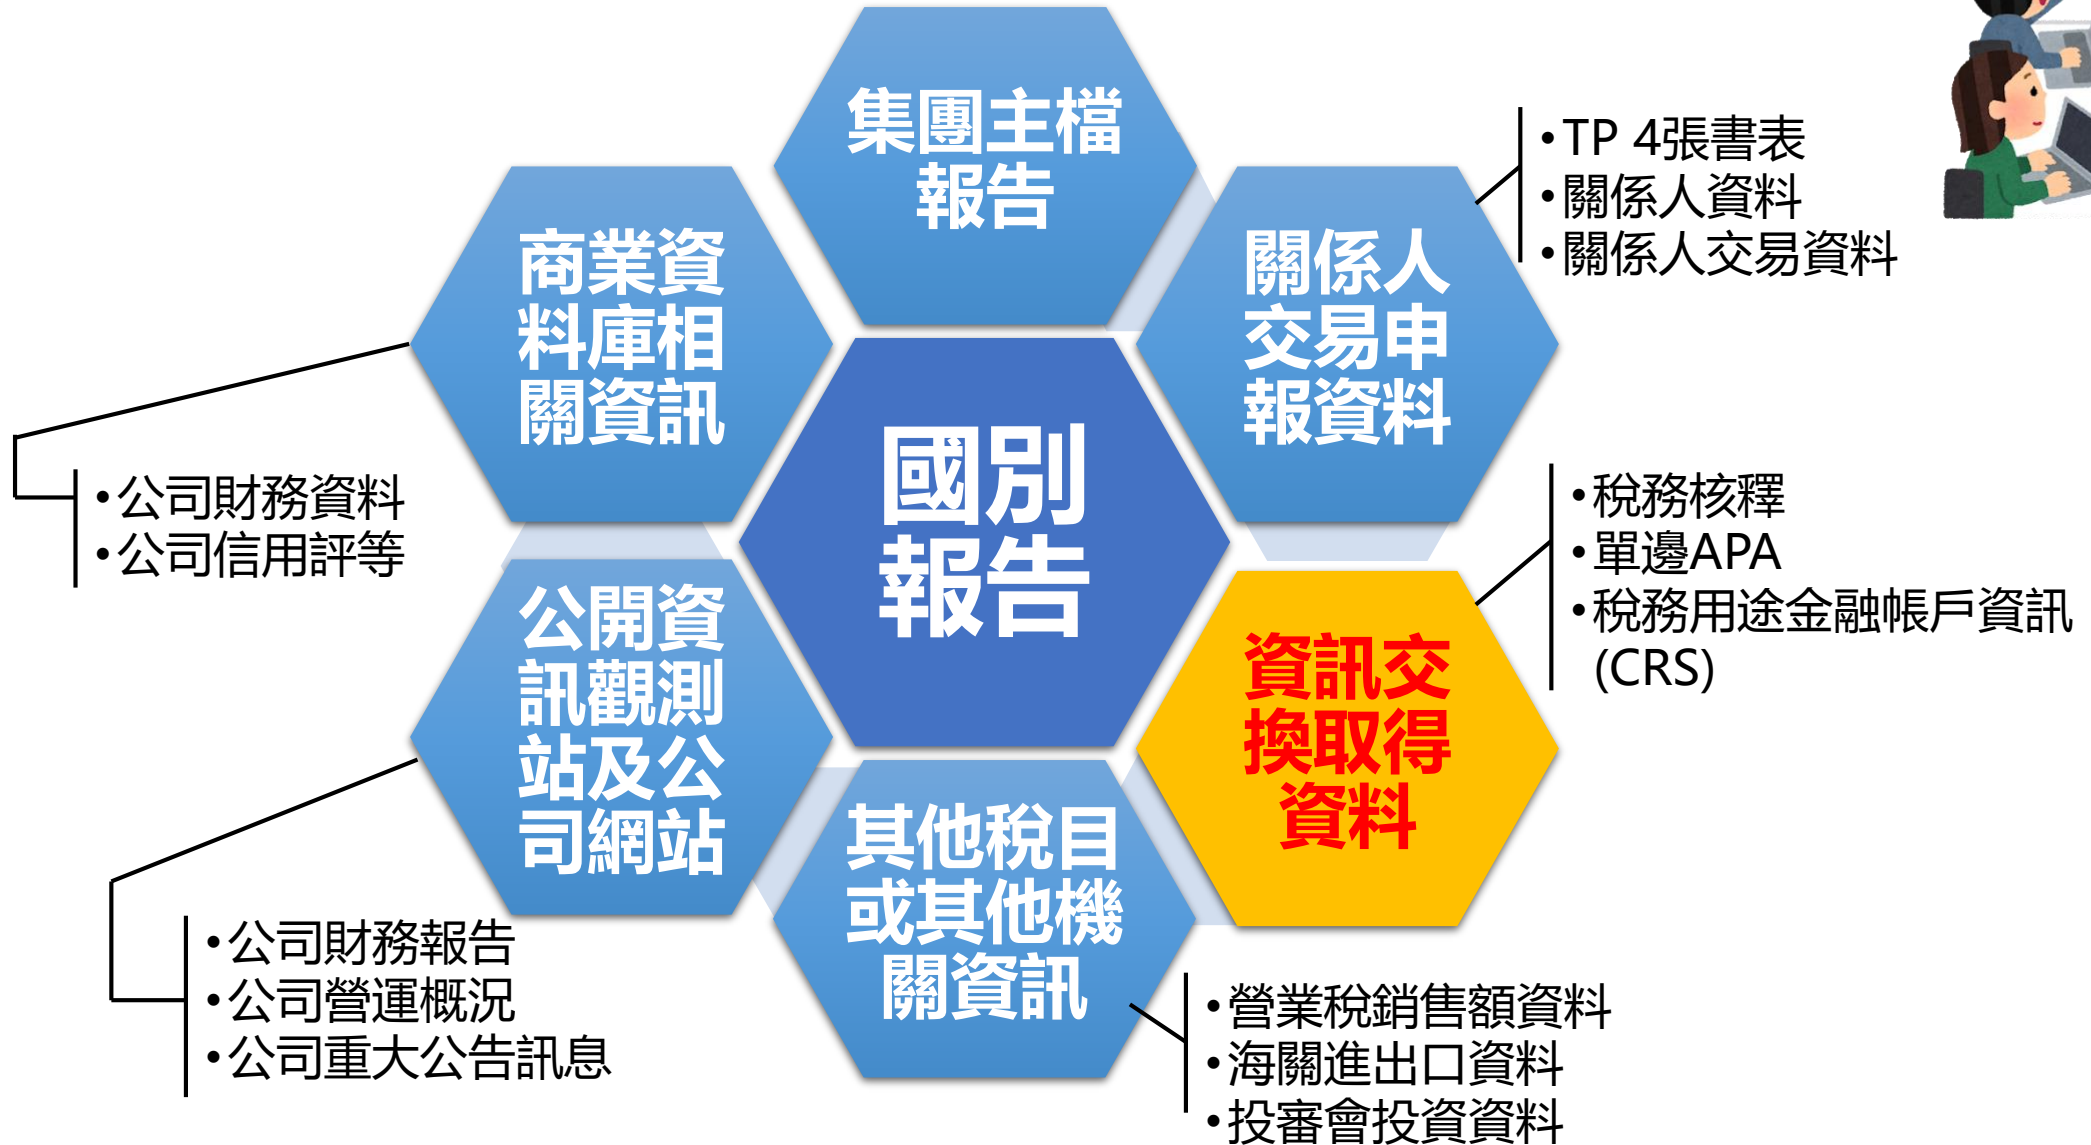 集團主檔
報告
•TP 4張書表
•關係人資料
•關係人交易資料
商業資
料庫相
關資訊
關係人
交易申
報資料
國別
報告
•公司財務資料
•公司信用評等
•稅務核釋
•單邊APA
•稅務用途金融帳戶資訊
(CRS)
公開資
訊觀測
站及公
司網站
資訊交
換取得
資料
其他稅目
或其他機
關資訊
•公司財務報告
•公司營運概況
•公司重大公告訊息
•營業稅銷售額資料
•海關進出口資料
•投審會投資資料